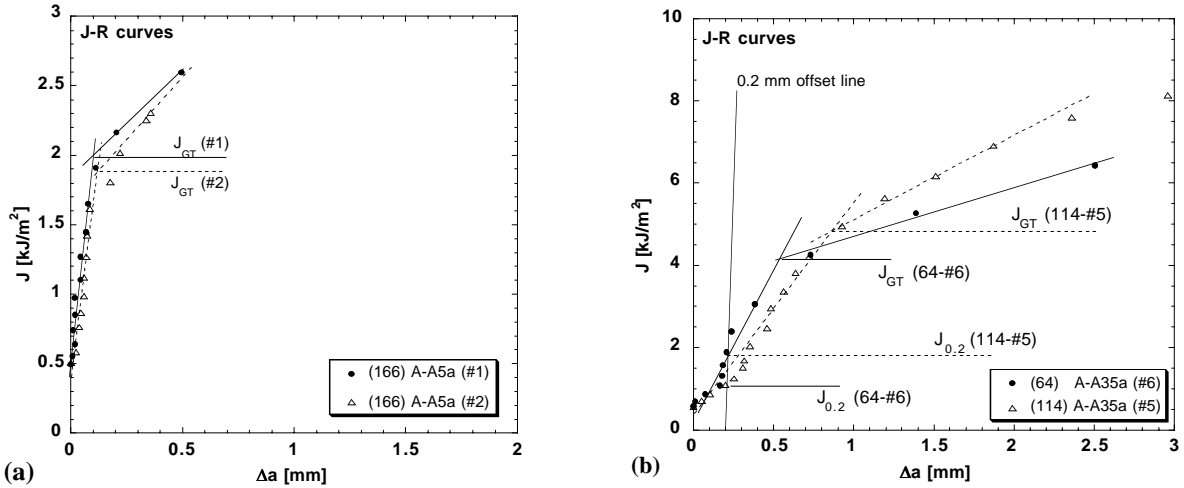 3
2.5
2
1.5
1
0.5
0
0 0.5 1 1.5 2
J-R curves
J_GT (#1)
J_GT (#2)
(166) A-A5a (#1)
(166) A-A5a (#2)
J [kJ/m²]
Δa [mm]
(a)
10
8
6
4
2
0
0 0.5 1 1.5 2 2.5 3
J-R curves
0.2 mm offset line
J_GT (114-#5)
J_GT (64-#6)
J_0.2 (114-#5)
J_0.2 (64-#6)
(64) A-A35a (#6)
(114) A-A35a (#5)
J [kJ/m²]
Δa [mm]
(b)